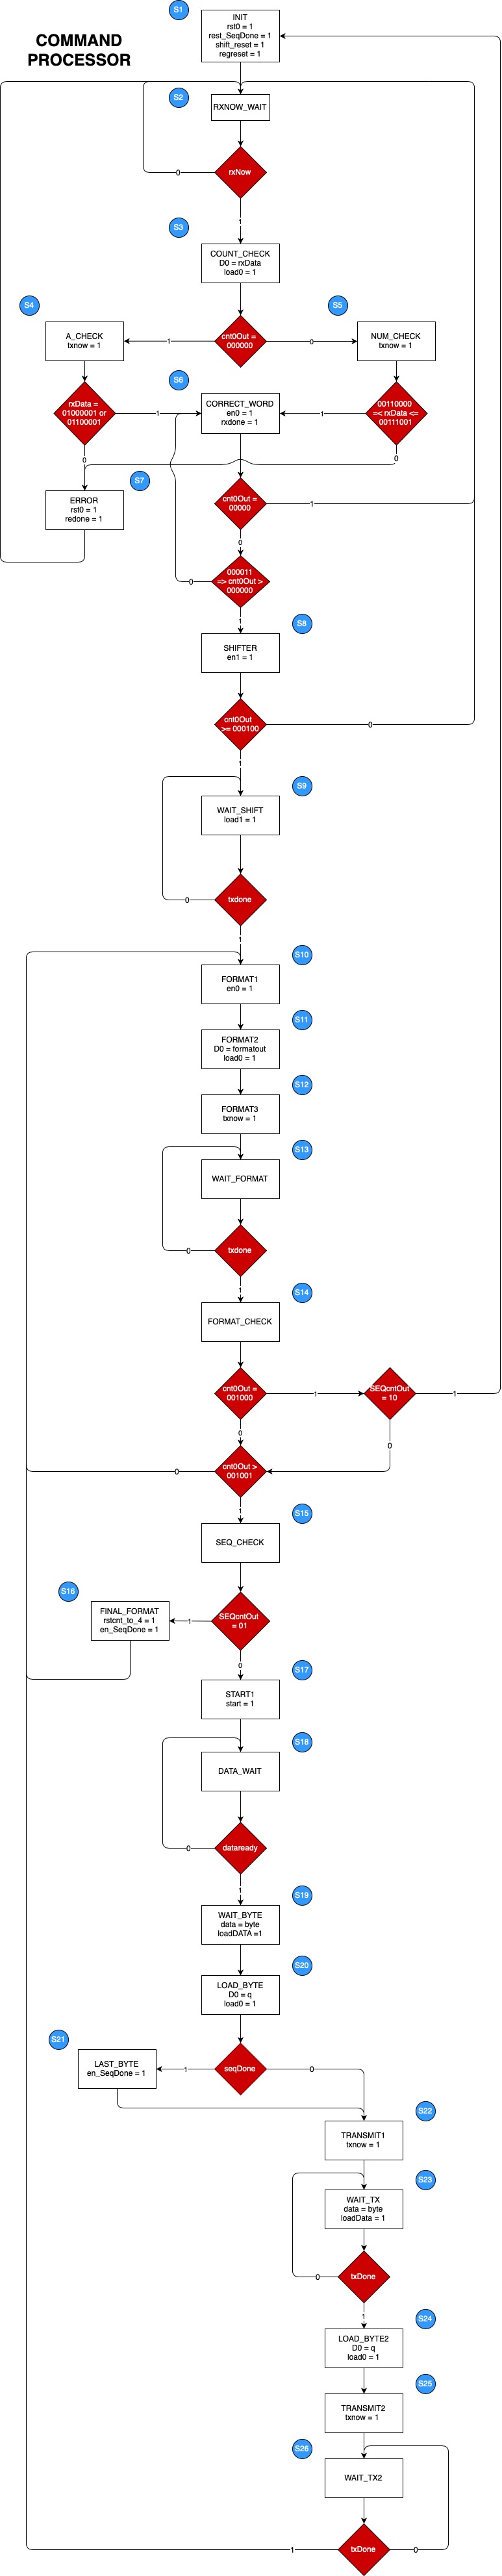 S1
INIT
rst0 = 1
rest_SeqDone = 1
shift_reset = 1
regreset = 1
COMMAND
PROCESSOR
S2
RXNOW_WAIT
rxNow
0
1
S3
COUNT_CHECK
D0 = rxData
load0 = 1
S4
A_CHECK
txnow = 1
1
cnt0Out =
000000
0
S5
NUM_CHECK
txnow = 1
S6
rxData =
01000001 or
01100001
1
CORRECT_WORD
en0 = 1
rxdone = 1
1
00110000
=< rxData <=
00111001
0
0
S7
ERROR
rst0 = 1
redone = 1
cnt0Out =
00000
1
0
000011
=> cnt0Out >
000000
0
1
S8
SHIFTER
en1 = 1
cnt0Out
>= 000100
0
1
S9
WAIT_SHIFT
load1 = 1
txdone
0
1
S10
FORMAT1
en0 = 1
S11
FORMAT2
D0 = formatout
load0 = 1
S12
FORMAT3
txnow = 1
S13
WAIT_FORMAT
txdone
0
1
S14
FORMAT_CHECK
cnt0Out =
001000
1
SEQcntOut
= 10
1
0
0
cnt0Out >
001001
0
1
S15
SEQ_CHECK
S16
FINAL_FORMAT
rstcnt_to_4 = 1
en_SeqDone = 1
1
SEQcntOut
= 01
0
S17
START1
start = 1
S18
DATA_WAIT
dataready
0
1
S19
WAIT_BYTE
data = byte
loadDATA =1
S20
LOAD_BYTE
D0 = q
load0 = 1
S21
LAST_BYTE
en_SeqDone = 1
1
seqDone
0
S22
TRANSMIT1
txnow = 1
S23
WAIT_TX
data = byte
loadData = 1
txDone
0
1
S24
LOAD_BYTE2
D0 = q
load0 = 1
S25
TRANSMIT2
txnow = 1
S26
WAIT_TX2
1
txDone
0